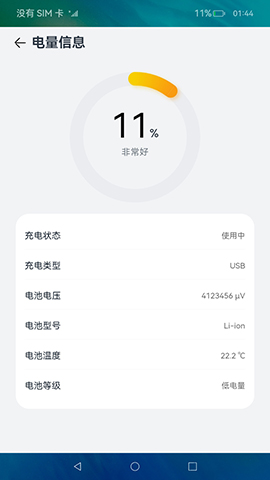 没有 SIM 卡 11% 01:44
电量信息
11%
非常好
充电状态 使用中
充电类型 USB
电池电压 4123456 μV
电池型号 Li-ion
电池温度 22.2 ℃
电池等级 低电量